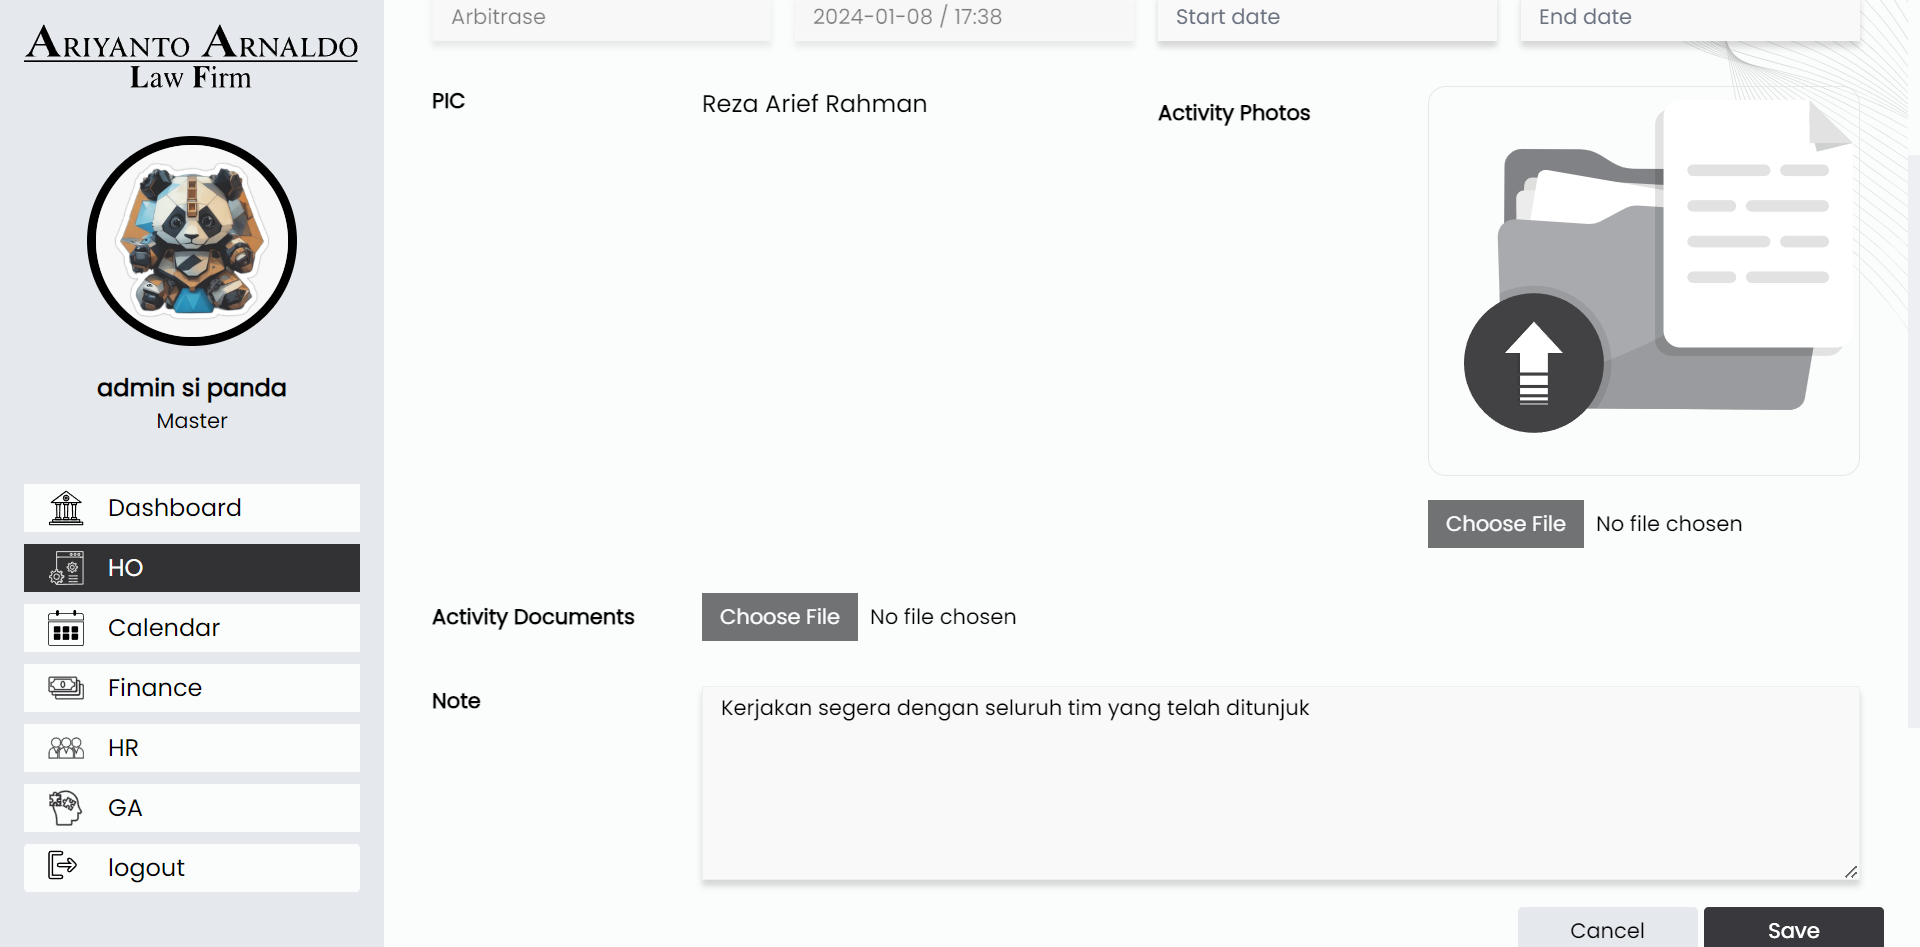 ARIYANTO ARNALDO
Law Firm
admin si panda
Master
Dashboard
HO
Calendar
Finance
HR
GA
logout
Arbitrase
2024-01-08 / 17:38
Start date
End date
PIC
Reza Arief Rahman
Activity Photos
Choose File No file chosen
Activity Documents
Choose File No file chosen
Note
Kerjakan segera dengan seluruh tim yang telah ditunjuk
Cancel
Save